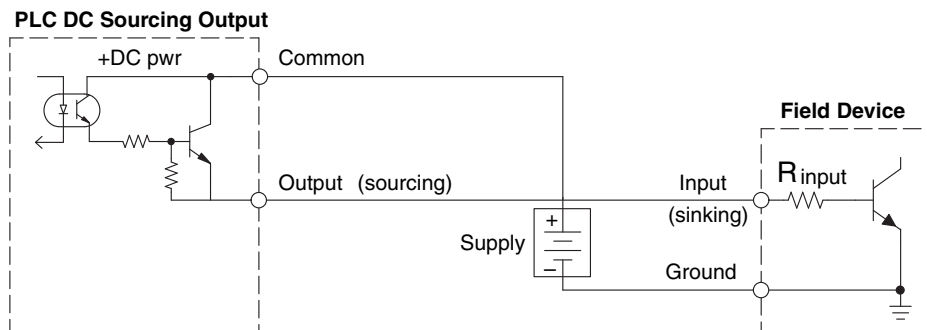 PLC DC Sourcing Output
+DC pwr
Common
Field Device
Output (sourcing)
Input
(sinking)
R input
+
Supply
–
Ground